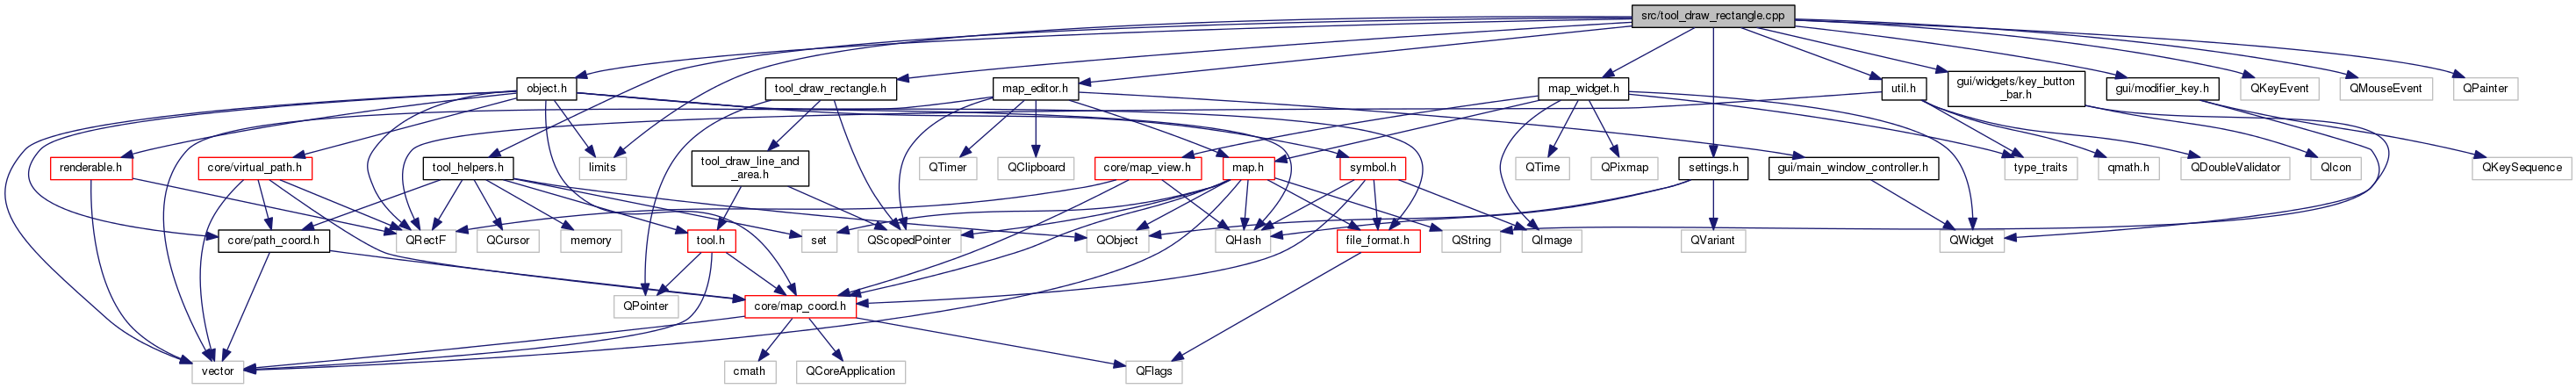 src/tool_draw_rectangle.cpp
object.h
tool_draw_rectangle.h
map_editor.h
map_widget.h
util.h
gui/widgets/key_button
_bar.h
gui/modifier_key.h
QKeyEvent
QMouseEvent
QPainter
renderable.h
core/virtual_path.h
tool_helpers.h
limits
tool_draw_line_and
_area.h
QTimer
QClipboard
core/map_view.h
map.h
symbol.h
QTime
QPixmap
settings.h
gui/main_window_controller.h
type_traits
qmath.h
QDoubleValidator
QIcon
QKeySequence
core/path_coord.h
QRectF
QCursor
memory
tool.h
set
QScopedPointer
QObject
QHash
file_format.h
QString
QImage
QVariant
QWidget
QPointer
core/map_coord.h
vector
cmath
QCoreApplication
QFlags